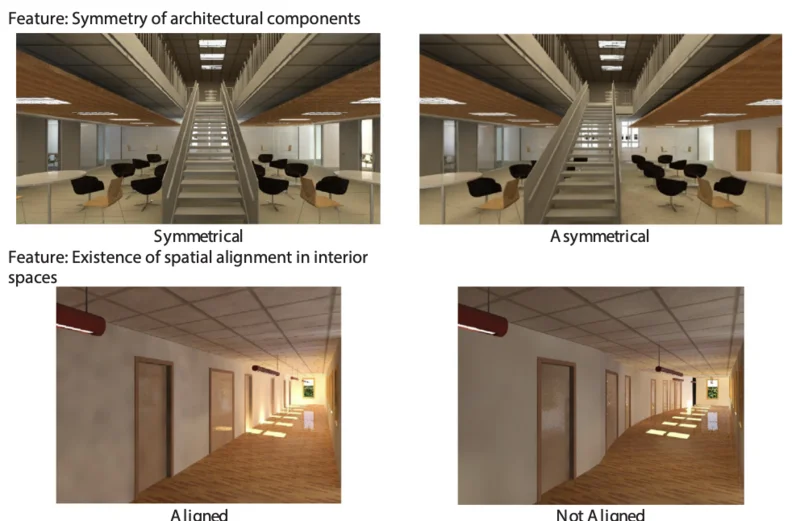 Feature: Symmetry of architectural components
Symmetrical
Asymmetrical
Feature: Existence of spatial alignment in interior
spaces
Aligned
Not Aligned